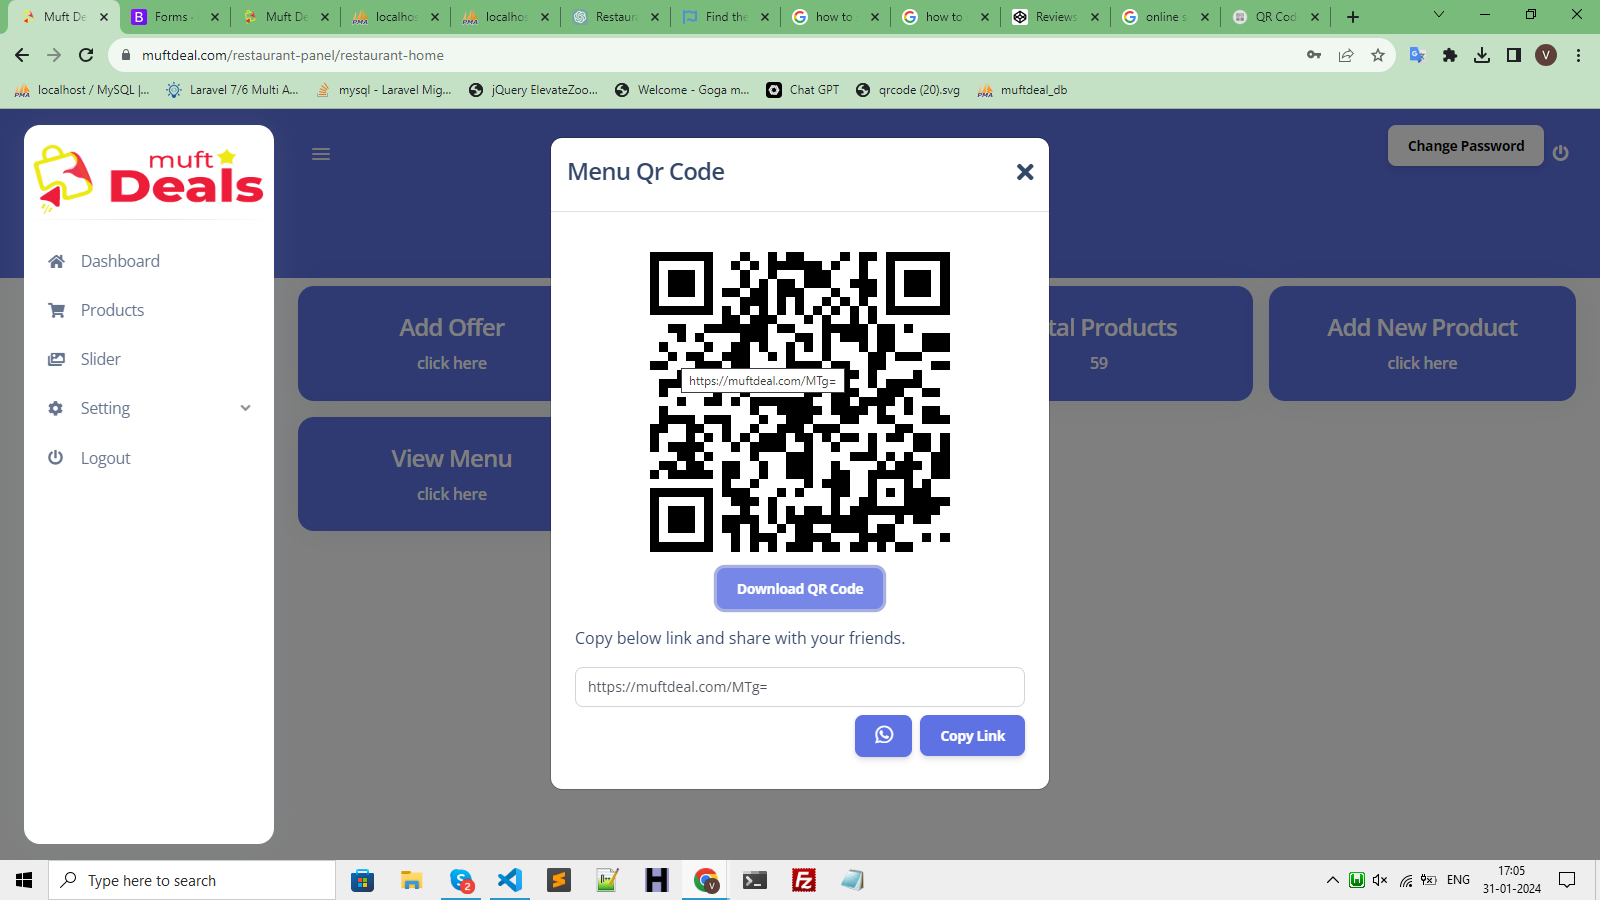 Muft De
Forms -
Muft De
localhos
localhos
Restaura
Find the
how to
how to
Reviews
online s
QR Cod
muftdeal.com/restaurant-panel/restaurant-home
V
localhost / MySQL |...
Laravel 7/6 Multi A...
mysql - Laravel Mig...
jQuery ElevateZoo...
Welcome - Goga m...
Chat GPT
qrcode (20).svg
muftdeal_db
muft
Deals
Dashboard
Products
Slider
Setting
Logout
Change Password
Menu Qr Code
Add Offer
click here
tal Products
59
Add New Product
click here
View Menu
click here
https://muftdeal.com/MTg=
Download QR Code
Copy below link and share with your friends.
https://muftdeal.com/MTg=
Copy Link
Type here to search
2
ENG
17:05
31-01-2024